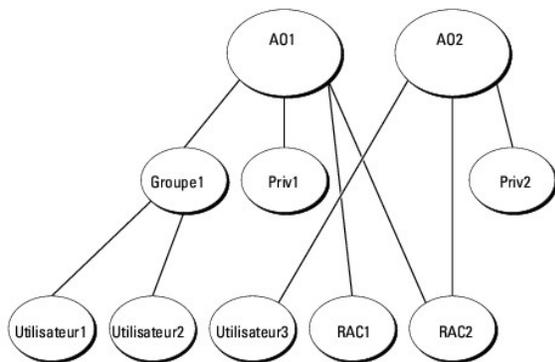 AO1
AO2
Groupe1
Priv1
Priv2
Utilisateur1
Utilisateur2
Utilisateur3
RAC1
RAC2